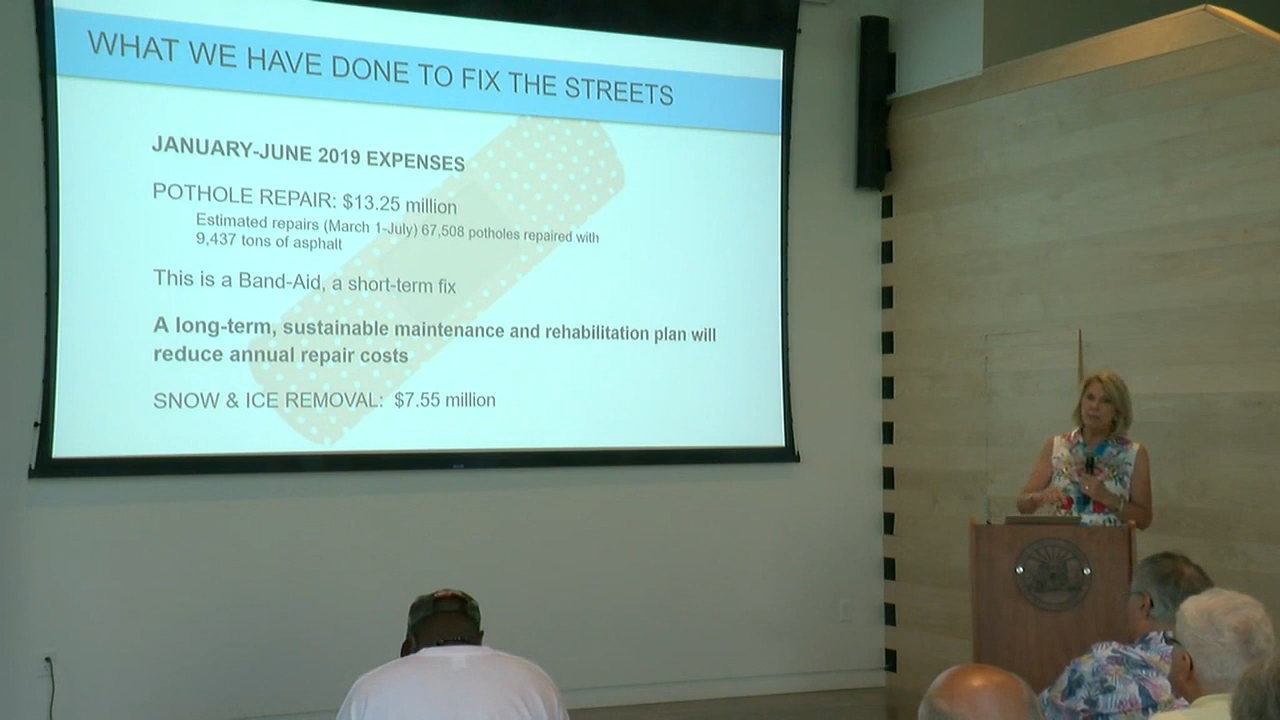 WHAT WE HAVE DONE TO FIX THE STREETS
JANUARY-JUNE 2019 EXPENSES
POTHOLE REPAIR: $13.25 million
Estimated repairs (March 1-July) 67,508 potholes repaired with
9,437 tons of asphalt
This is a Band-Aid, a short-term fix
A long-term, sustainable maintenance and rehabilitation plan will
reduce annual repair costs
SNOW & ICE REMOVAL: $7.55 million